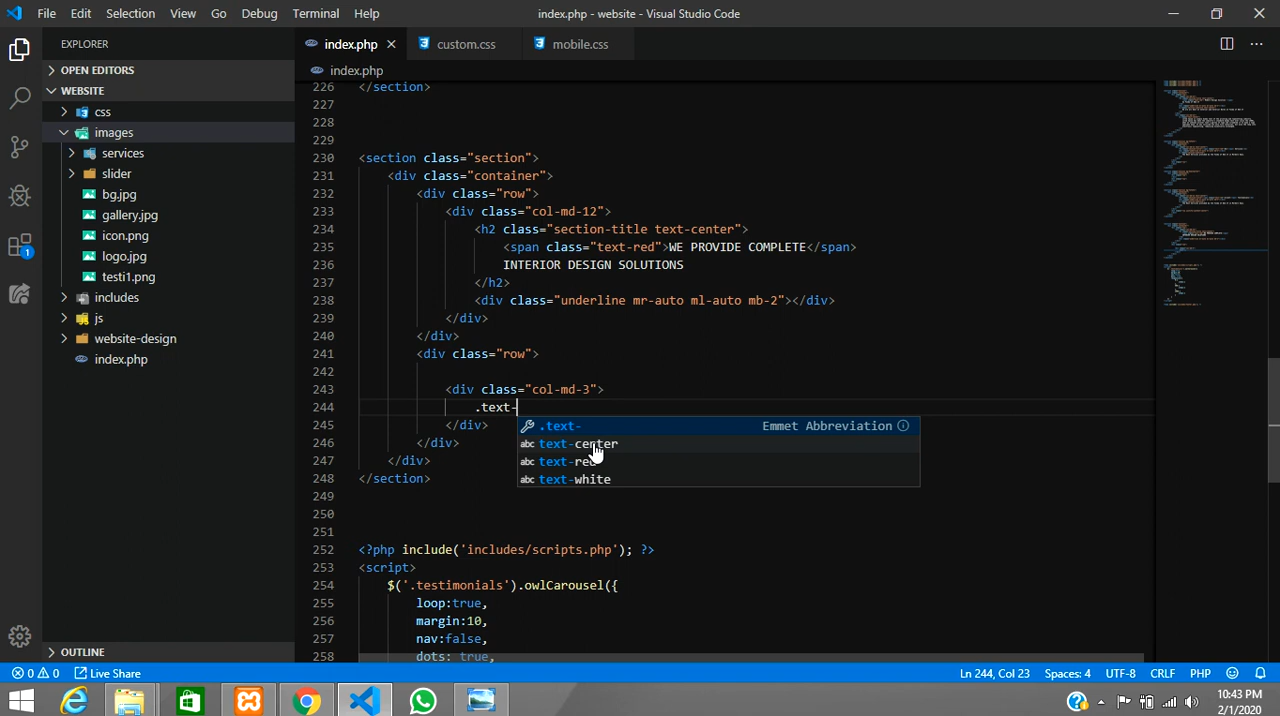 File Edit Selection View Go Debug Terminal Help
index.php - website - Visual Studio Code
EXPLORER
OPEN EDITORS
WEBSITE
css
images
services
slider
bg.jpg
gallery.jpg
icon.png
logo.jpg
testi1.png
includes
js
website-design
index.php
OUTLINE
1
index.php
custom.css
mobile.css
index.php
226 </section>
227
228
229
230 <section class="section">
231 <div class="container">
232 <div class="row">
233 <div class="col-md-12">
234 <h2 class="section-title text-center">
235 <span class="text-red">WE PROVIDE COMPLETE</span>
236 INTERIOR DESIGN SOLUTIONS
237 </h2>
238 <div class="underline mr-auto ml-auto mb-2"></div>
239 </div>
240 </div>
241 <div class="row">
242
243 <div class="col-md-3">
244 .text-
245 </div>
246 </div>
247 </div>
248 </section>
249
250
251
252 <?php include('includes/scripts.php'); ?>
253 <script>
254 $('.testimonials').owlCarousel({
255 loop:true,
256 margin:10,
257 nav:false,
258 dots: true,
.text- Emmet Abbreviation
abc text-center
abc text-red
abc text-white
0 0 Live Share
Ln 244, Col 23 Spaces: 4 UTF-8 CRLF PHP
10:43 PM
2/1/2020